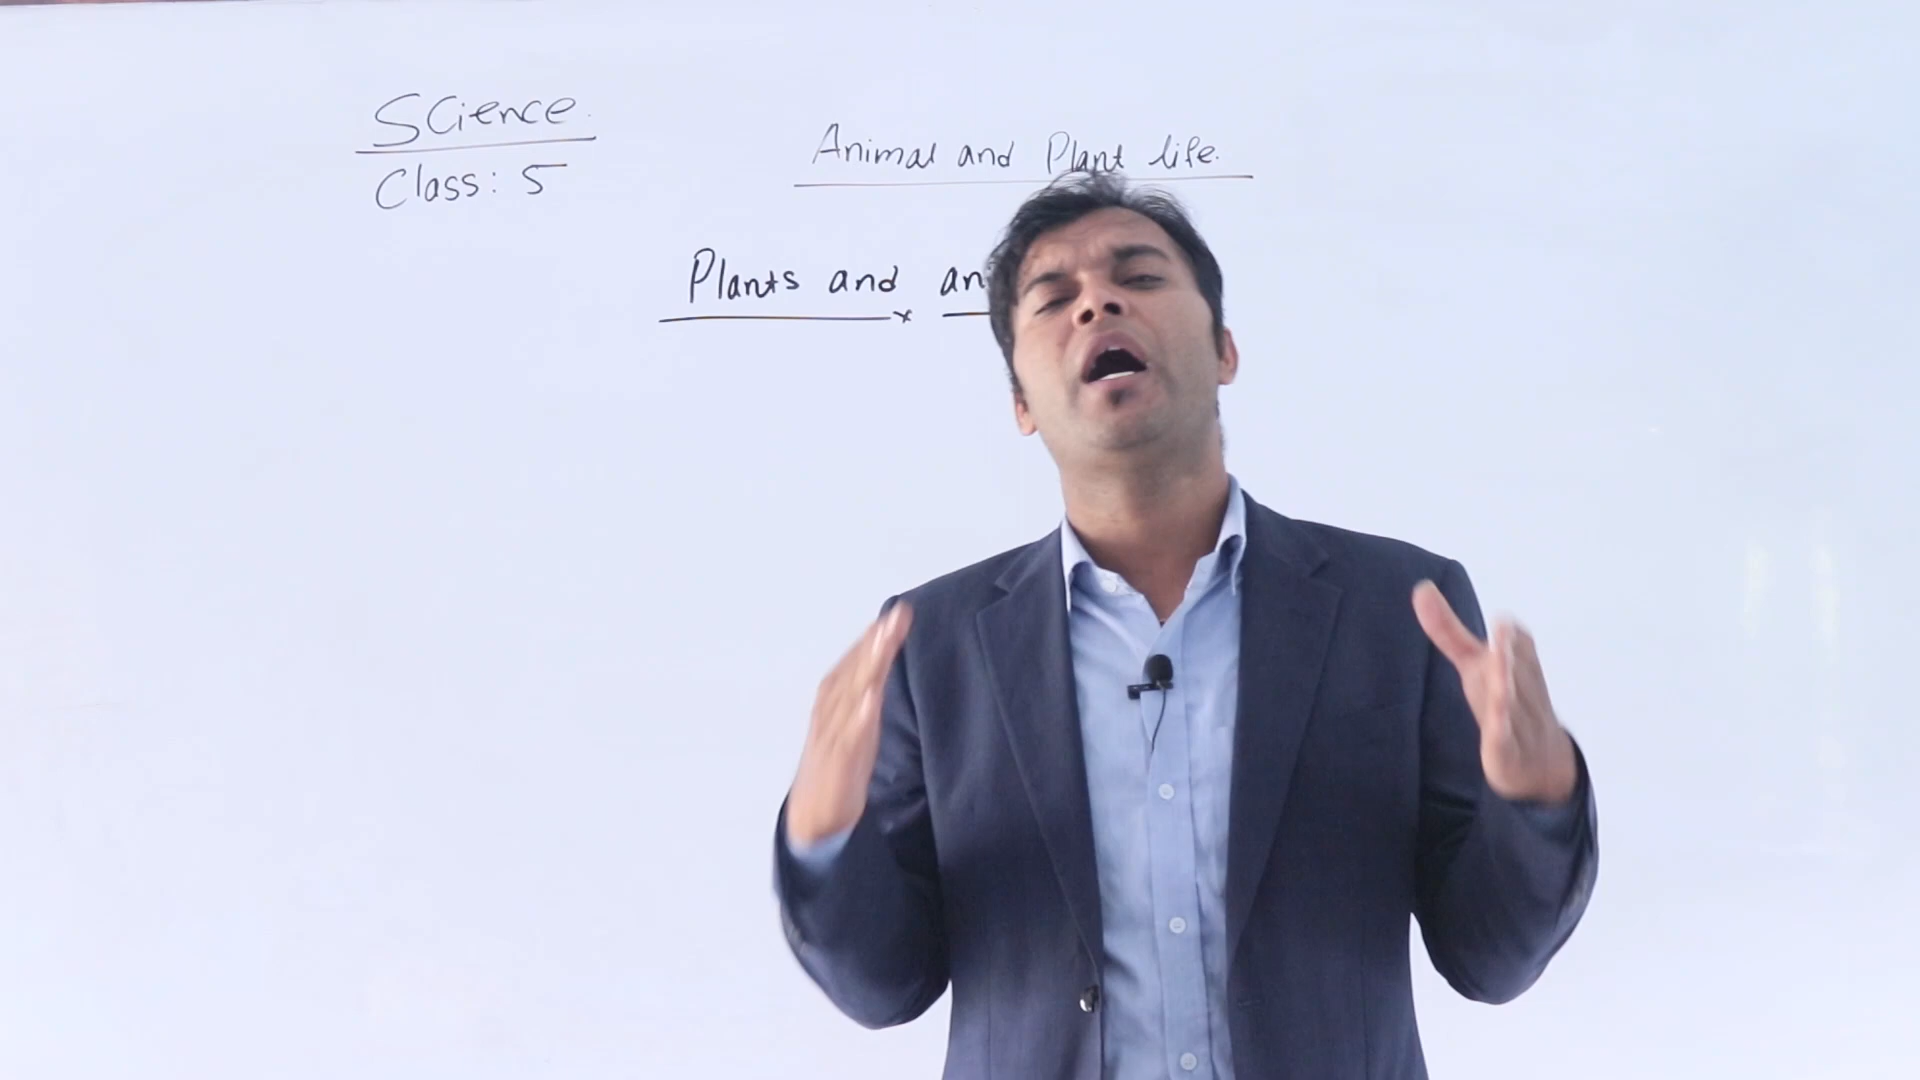 Science.
Class: 5
Animal and Plant life.
Plants and